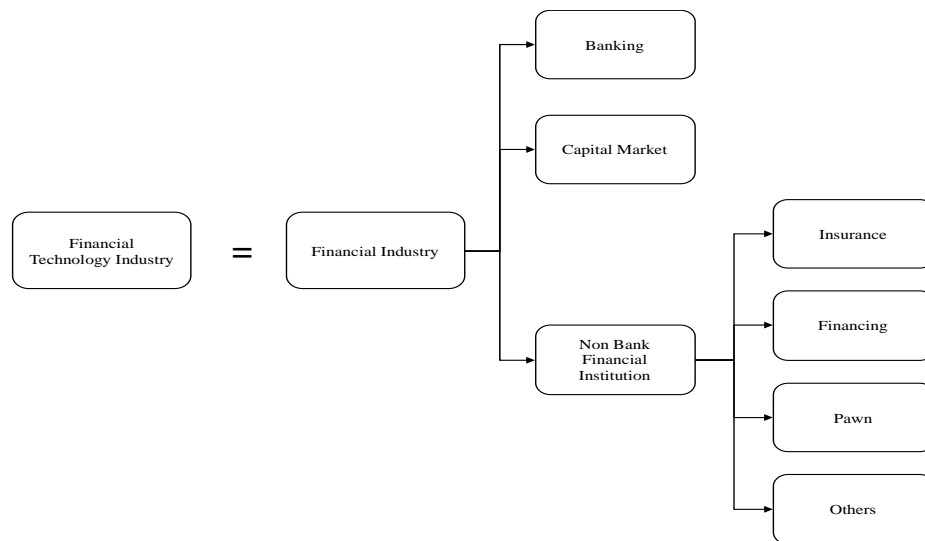 Banking
Capital Market
Financial
Technology Industry
=
Financial Industry
Non Bank
Financial
Institution
Insurance
Financing
Pawn
Others